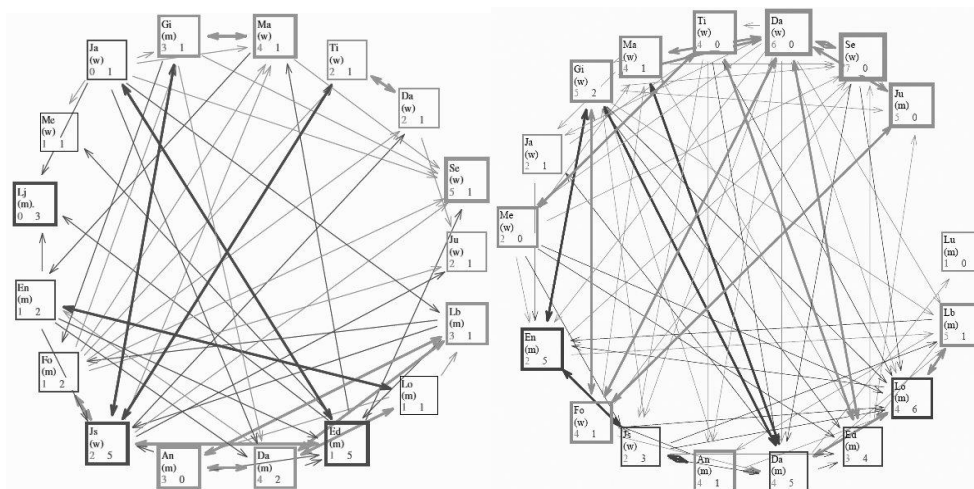 Gi
(m)
3 1
Ma
(w)
4 1
Ti
(w)
2 1
Da
(w)
2 1
Se
(w)
5 1
Ju
(m)
2 1
Lb
(m)
3 1
Lo
(m)
1 1
Ed
(m)
1 5
Da
(m)
4 2
An
(m)
3 0
Js
(w)
2 5
Fo
(m)
1 2
En
(m)
1 2
Lj
(m).
0 3
Me
(w)
1 1
Ja
(w)
0 1
Ti
(w)
4 0
Da
(w)
6 0
Se
(w)
7 0
Ju
(m)
5 0
Lu
(m)
1 0
Lb
(m)
5 1
Lo
(m)
4 6
Ed
(m)
3 4
Da
(m)
4 5
An
(m)
4 1
Js
(w)
2 3
Fo
(m)
4 1
En
(m)
2 5
Me
(w)
2 0
Ja
(w)
2 1
Gi
(w)
5 2
Ma
(w)
4 1